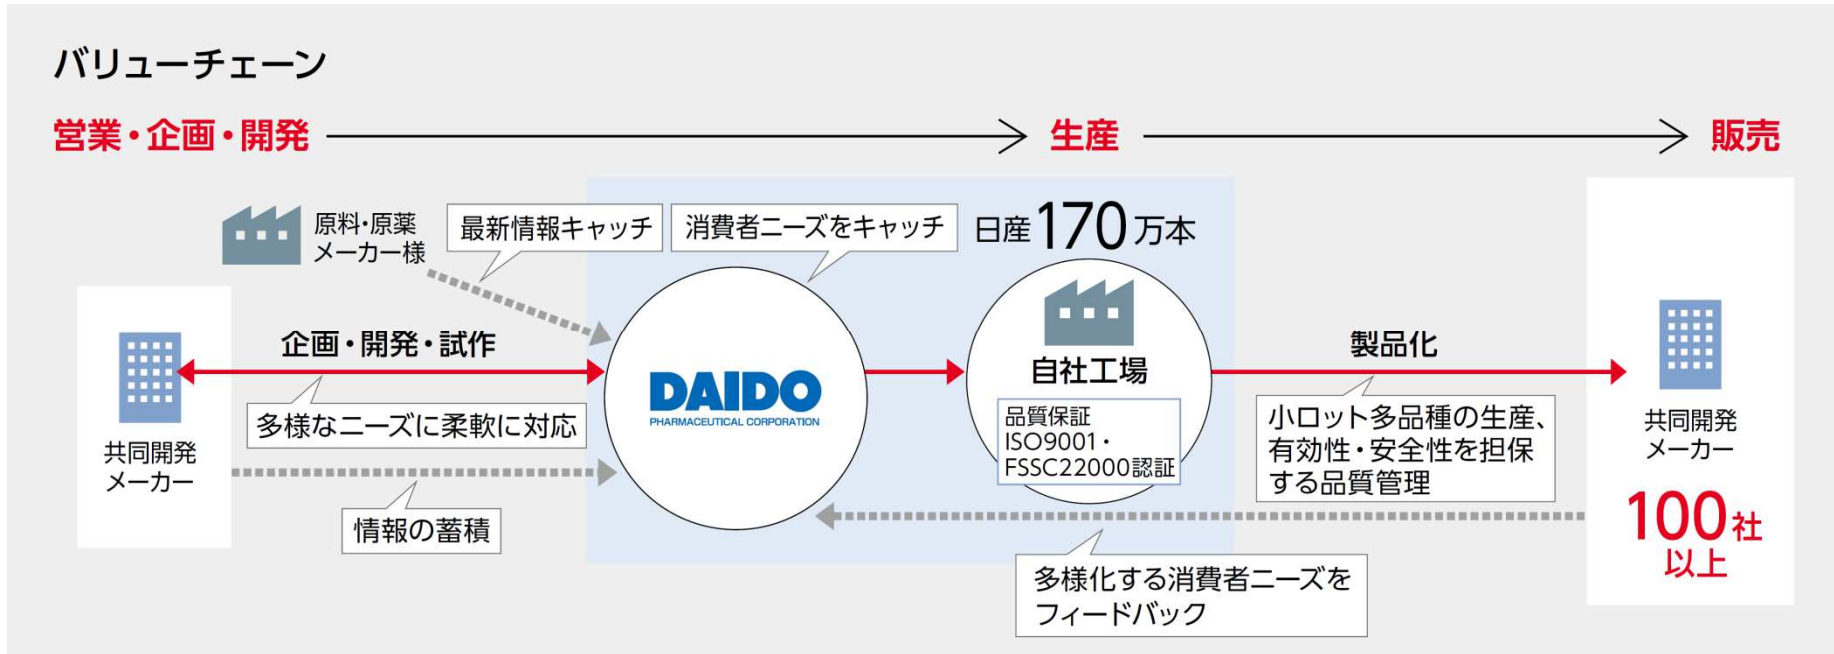 バリューチェーン
営業・企画・開発
生産
販売
原料・原薬
メーカー様
最新情報キャッチ
消費者ニーズをキャッチ
日産170万本
企画・開発・試作
多様なニーズに柔軟に対応
共同開発
メーカー
情報の蓄積
DAIDO
PHARMACEUTICAL CORPORATION
自社工場
品質保証
ISO9001・
FSSC22000認証
製品化
小ロット多品種の生産、
有効性・安全性を担保
する品質管理
多様化する消費者ニーズを
フィードバック
共同開発
メーカー
100社
以上